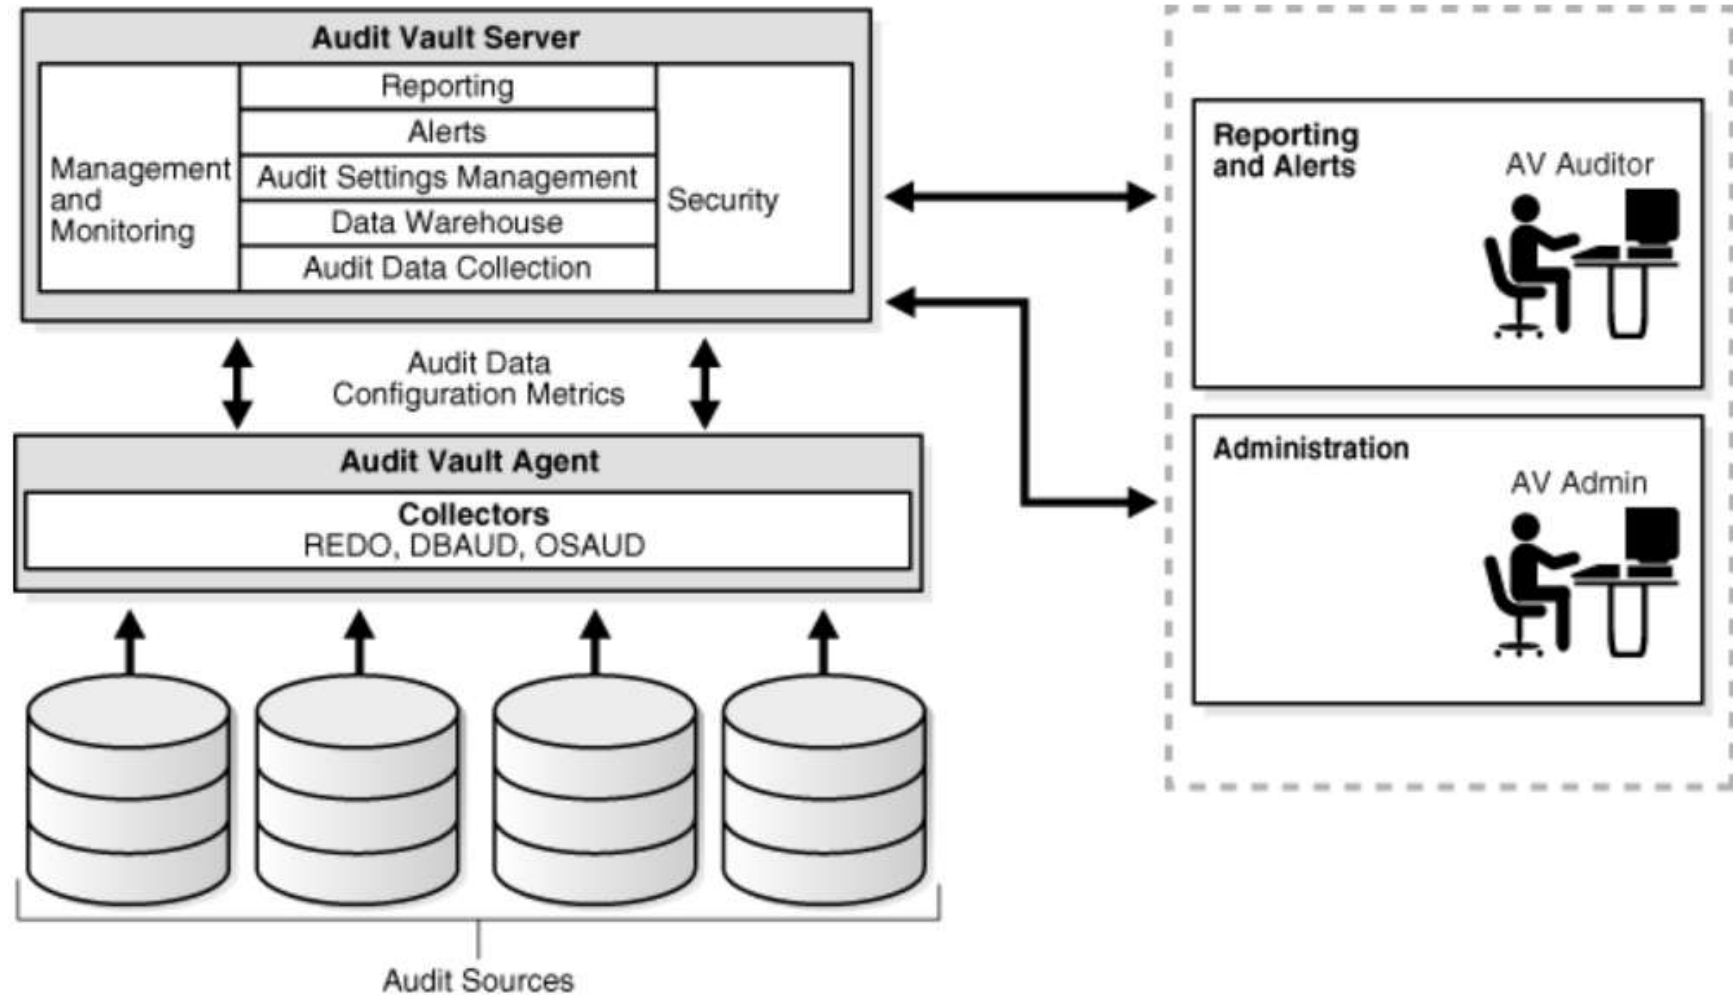 Audit Vault Server
Management
and
Monitoring
Reporting
Alerts
Audit Settings Management
Data Warehouse
Audit Data Collection
Security
Audit Data
Configuration Metrics
Audit Vault Agent
Collectors
REDO, DBAUD, OSAUD
Audit Sources
Reporting
and Alerts
AV Auditor
Administration
AV Admin